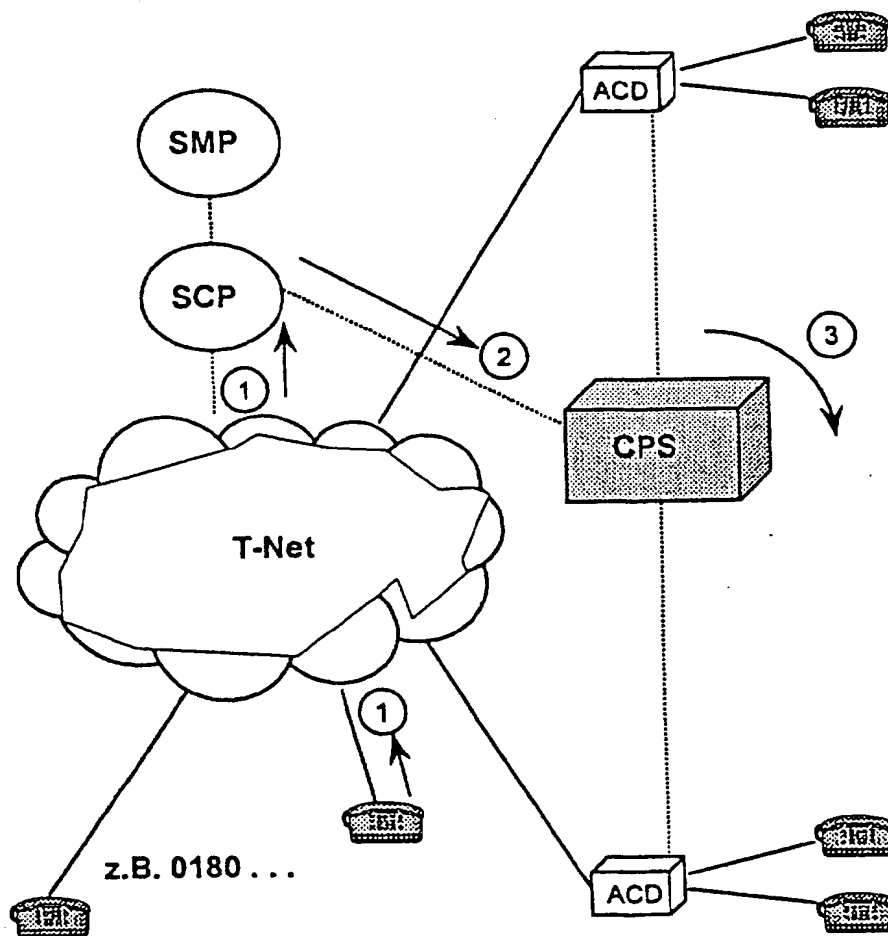 ACD
SMP
SCP
2
3
1
CPS
T-Net
1
z.B. 0180 . . .
ACD